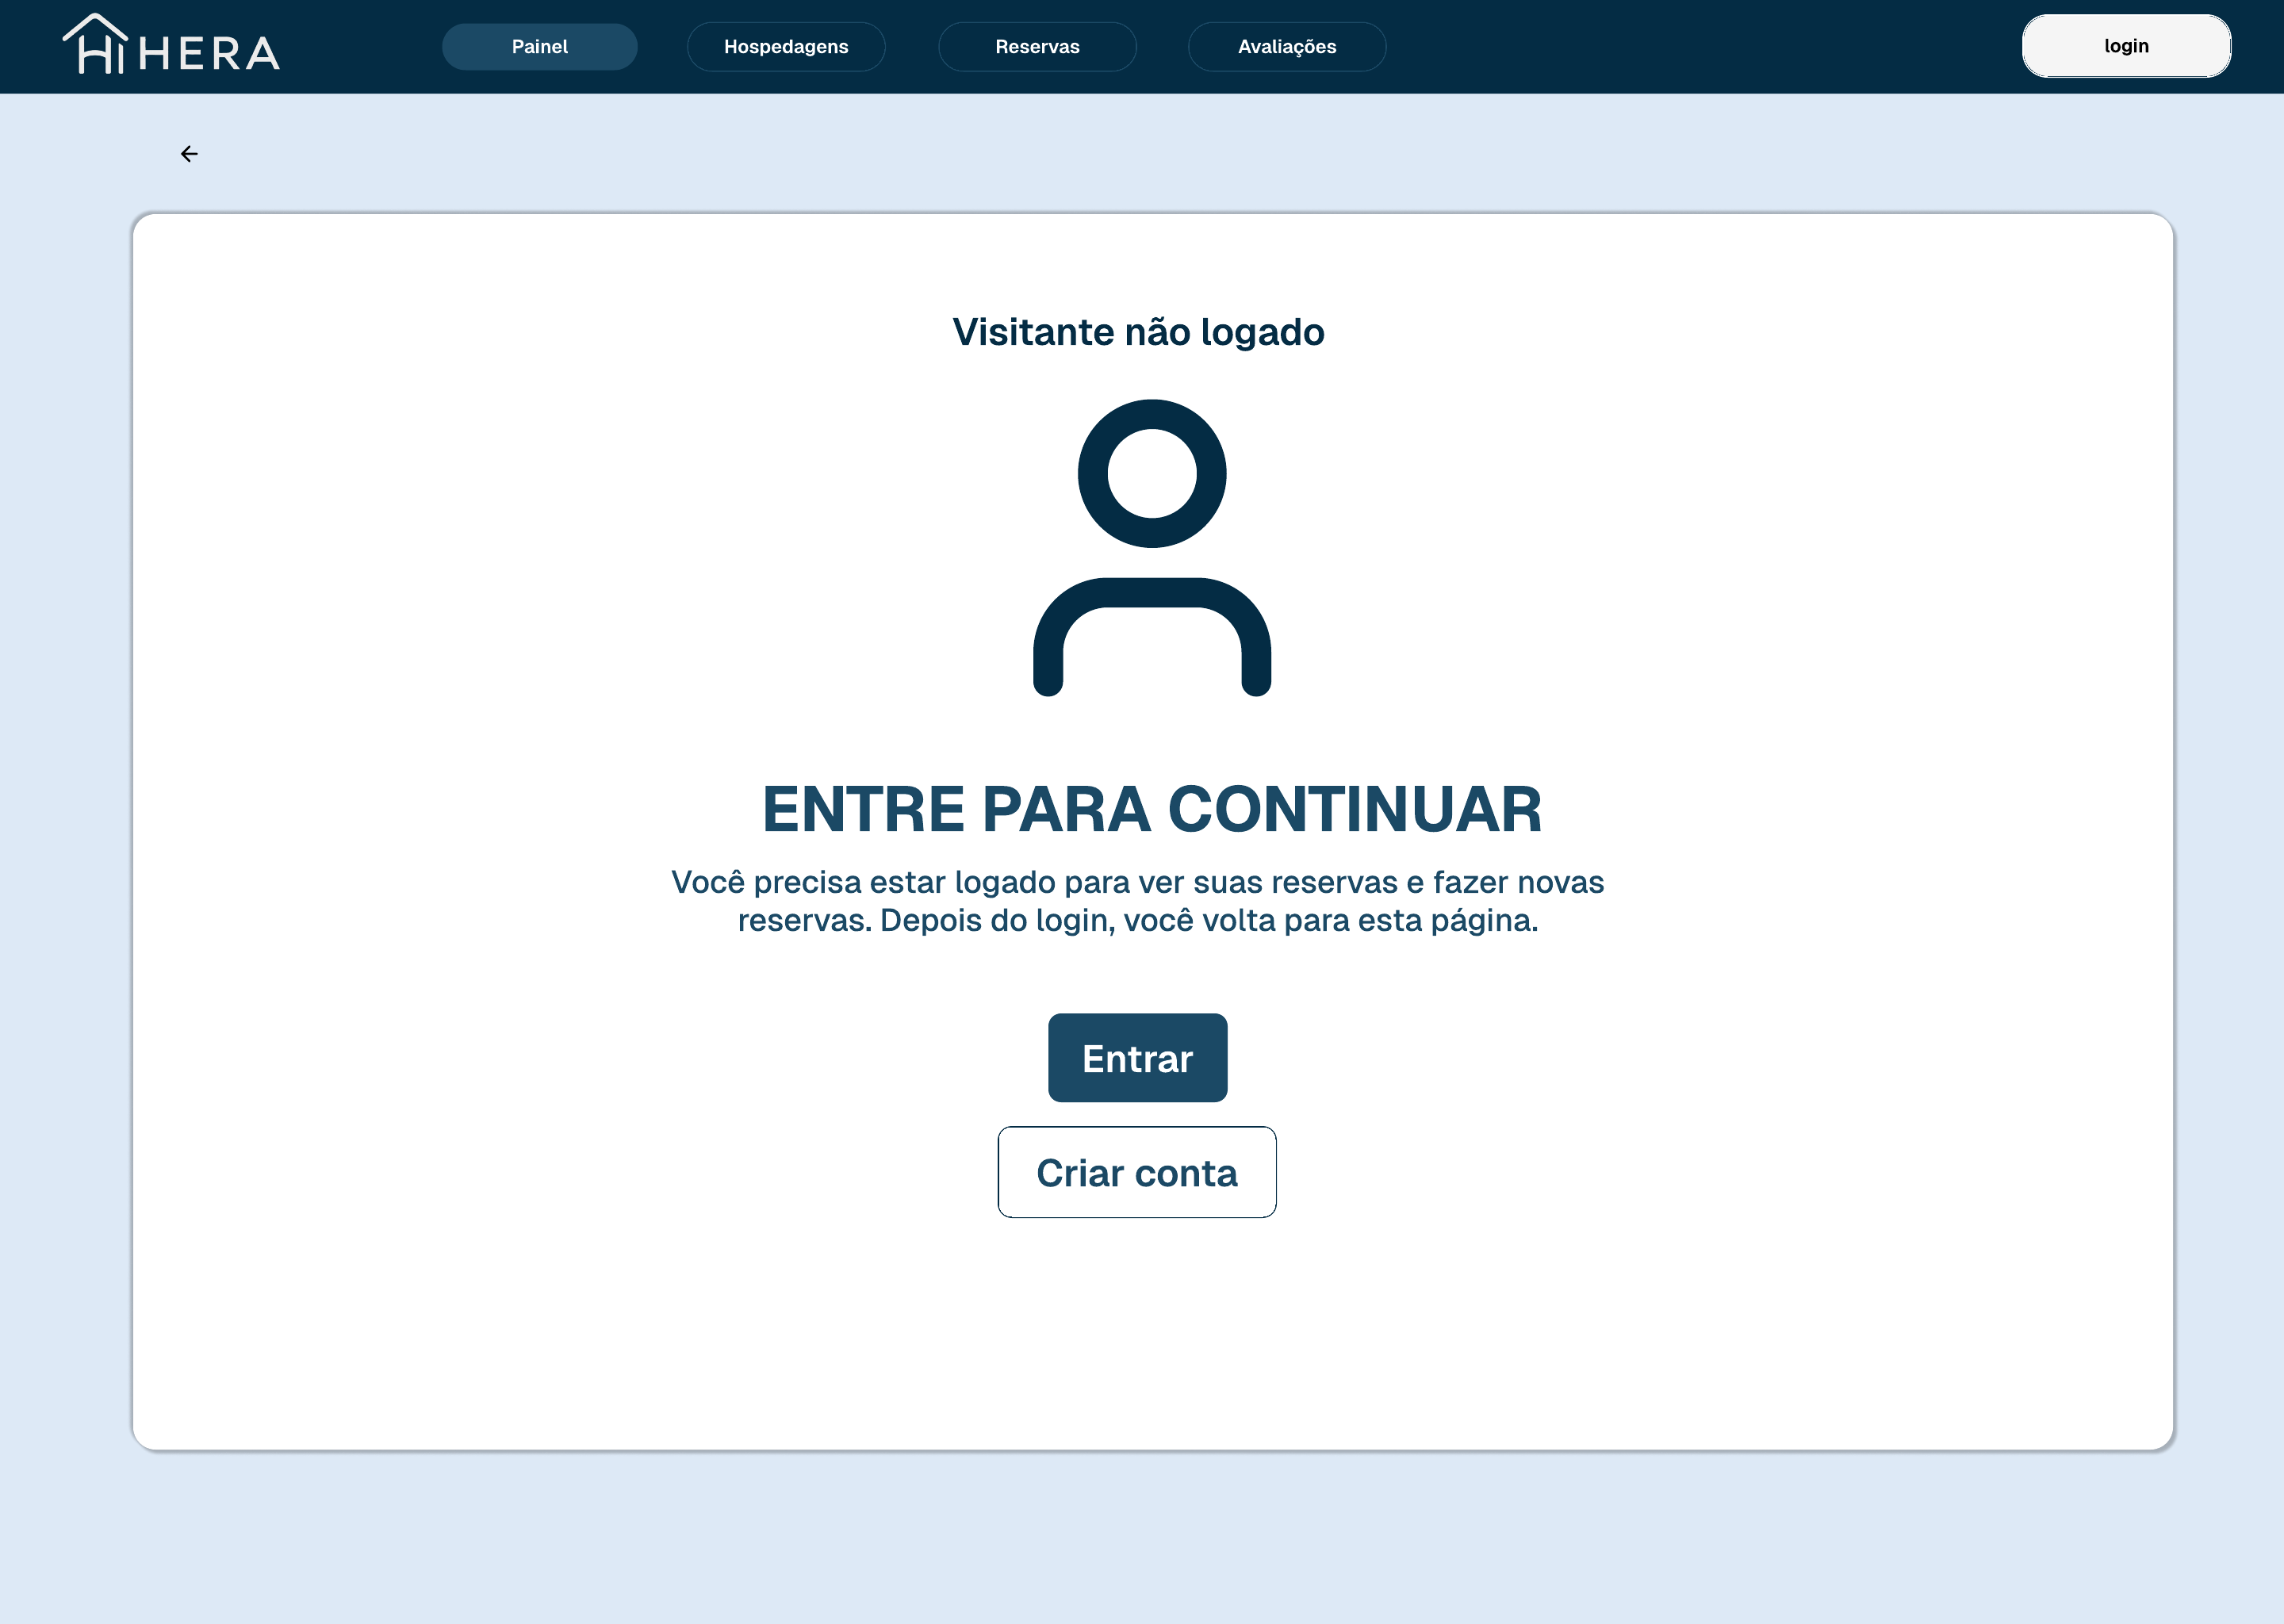 HERA
Painel
Hospedagens
Reservas
Avaliações
login
Visitante não logado
ENTRE PARA CONTINUAR
Você precisa estar logado para ver suas reservas e fazer novas
reservas. Depois do login, você volta para esta página.
Entrar
Criar conta